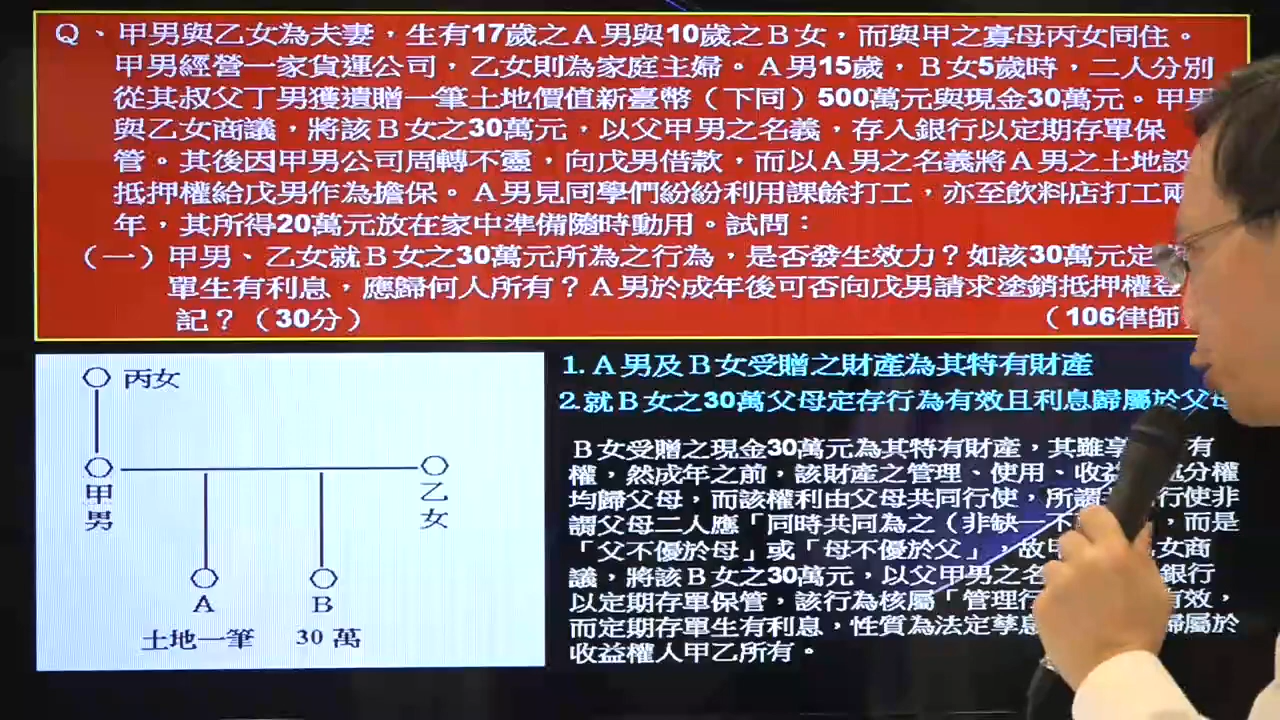 Q、甲男與乙女為夫妻，生有17歲之A男與10歲之B女，而與甲之寡母丙女同住。
甲男經營一家貨運公司，乙女則為家庭主婦。A男15歲，B女5歲時，二人分別
從其叔父丁男獲遺贈一筆土地價值新臺幣（下同）500萬元與現金30萬元。甲男
與乙女商議，將該B女之30萬元，以父甲男之名義，存入銀行以定期存單保
管。其後因甲男公司周轉不靈，向戊男借款，而以A男之名義將A男之土地設
抵押權給戊男作為擔保。A男見同學們紛紛利用課餘打工，亦至飲料店打工兩
年，其所得20萬元放在家中準備隨時動用。試問：
（一）甲男、乙女就B女之30萬元所為之行為，是否發生效力？如該30萬元定
單生有利息，應歸何人所有？A男於成年後可否向戊男請求塗銷抵押權登
記？（30分）
（106律師
丙女
甲男
乙女
A
B
土地一筆
30萬
1. A男及B女受贈之財產為其特有財產
2.就B女之30萬父母定存行為有效且利息歸屬於父母
B女受贈之現金30萬元為其特有財產，其雖享 有
權，然成年之前，該財產之管理、使用、收益 處分權
均歸父母，而該權利由父母共同行使，所謂 行使非
謂父母二人應「同時共同為之（非缺一不 ，而是
「父不優於母」或「母不優於父」，故甲 女商
議，將該B女之30萬元，以父甲男之名 銀行
以定期存單保管，該行為核屬「管理行 有效，
而定期存單生有利息，性質為法定孳息 歸屬於
收益權人甲乙所有。